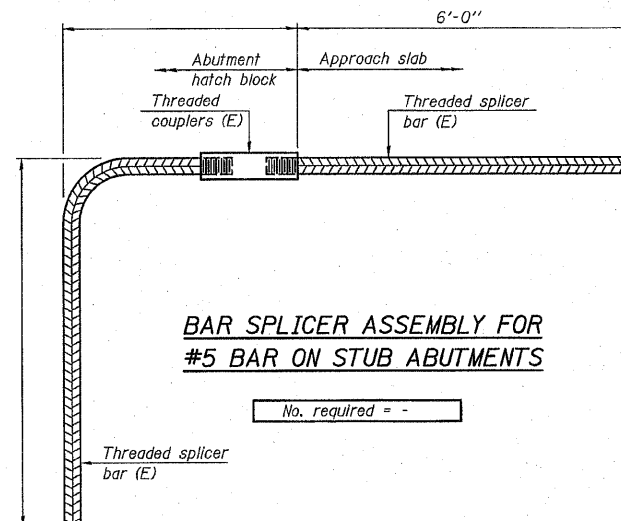 6'-0''
Abutment
hatch block
Approach slab
Threaded
couplers (E)
Threaded splicer
bar (E)
BAR SPLICER ASSEMBLY FOR
#5 BAR ON STUB ABUTMENTS
No. required = -
Threaded splicer
bar (E)